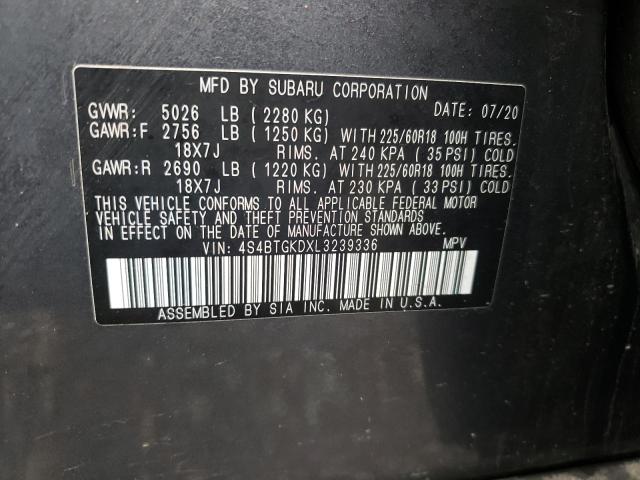 MFD BY SUBARU CORPORATION
GVWR: 5026 LB (2280 KG) DATE: 07/20
GAWR:F 2756 LB (1250 KG) WITH 225/60R18 100H TIRES.
18X7J RIMS. AT 240 KPA (35 PSI) COLD
GAWR:R 2690 LB (1220 KG) WITH 225/60R18 100H TIRES.
18X7J RIMS. AT 230 KPA (33 PSI) COLD
THIS VEHICLE CONFORMS TO ALL APPLICABLE FEDERAL MOTOR
VEHICLE SAFETY AND THEFT PREVENTION STANDARDS
IN EFFECT ON THE DATE OF MANUFACTURE SHOWN ABOVE.
VIN: 4S4BTGKDXL3239336 MPV
ASSEMBLED BY SIA INC. MADE IN U.S.A.